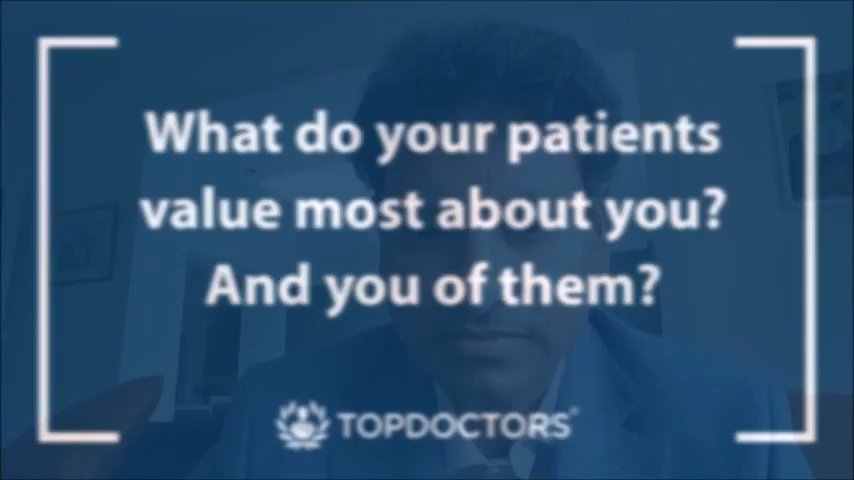 What do your patients
value most about you?
And you of them?
TOPDOCTORS®